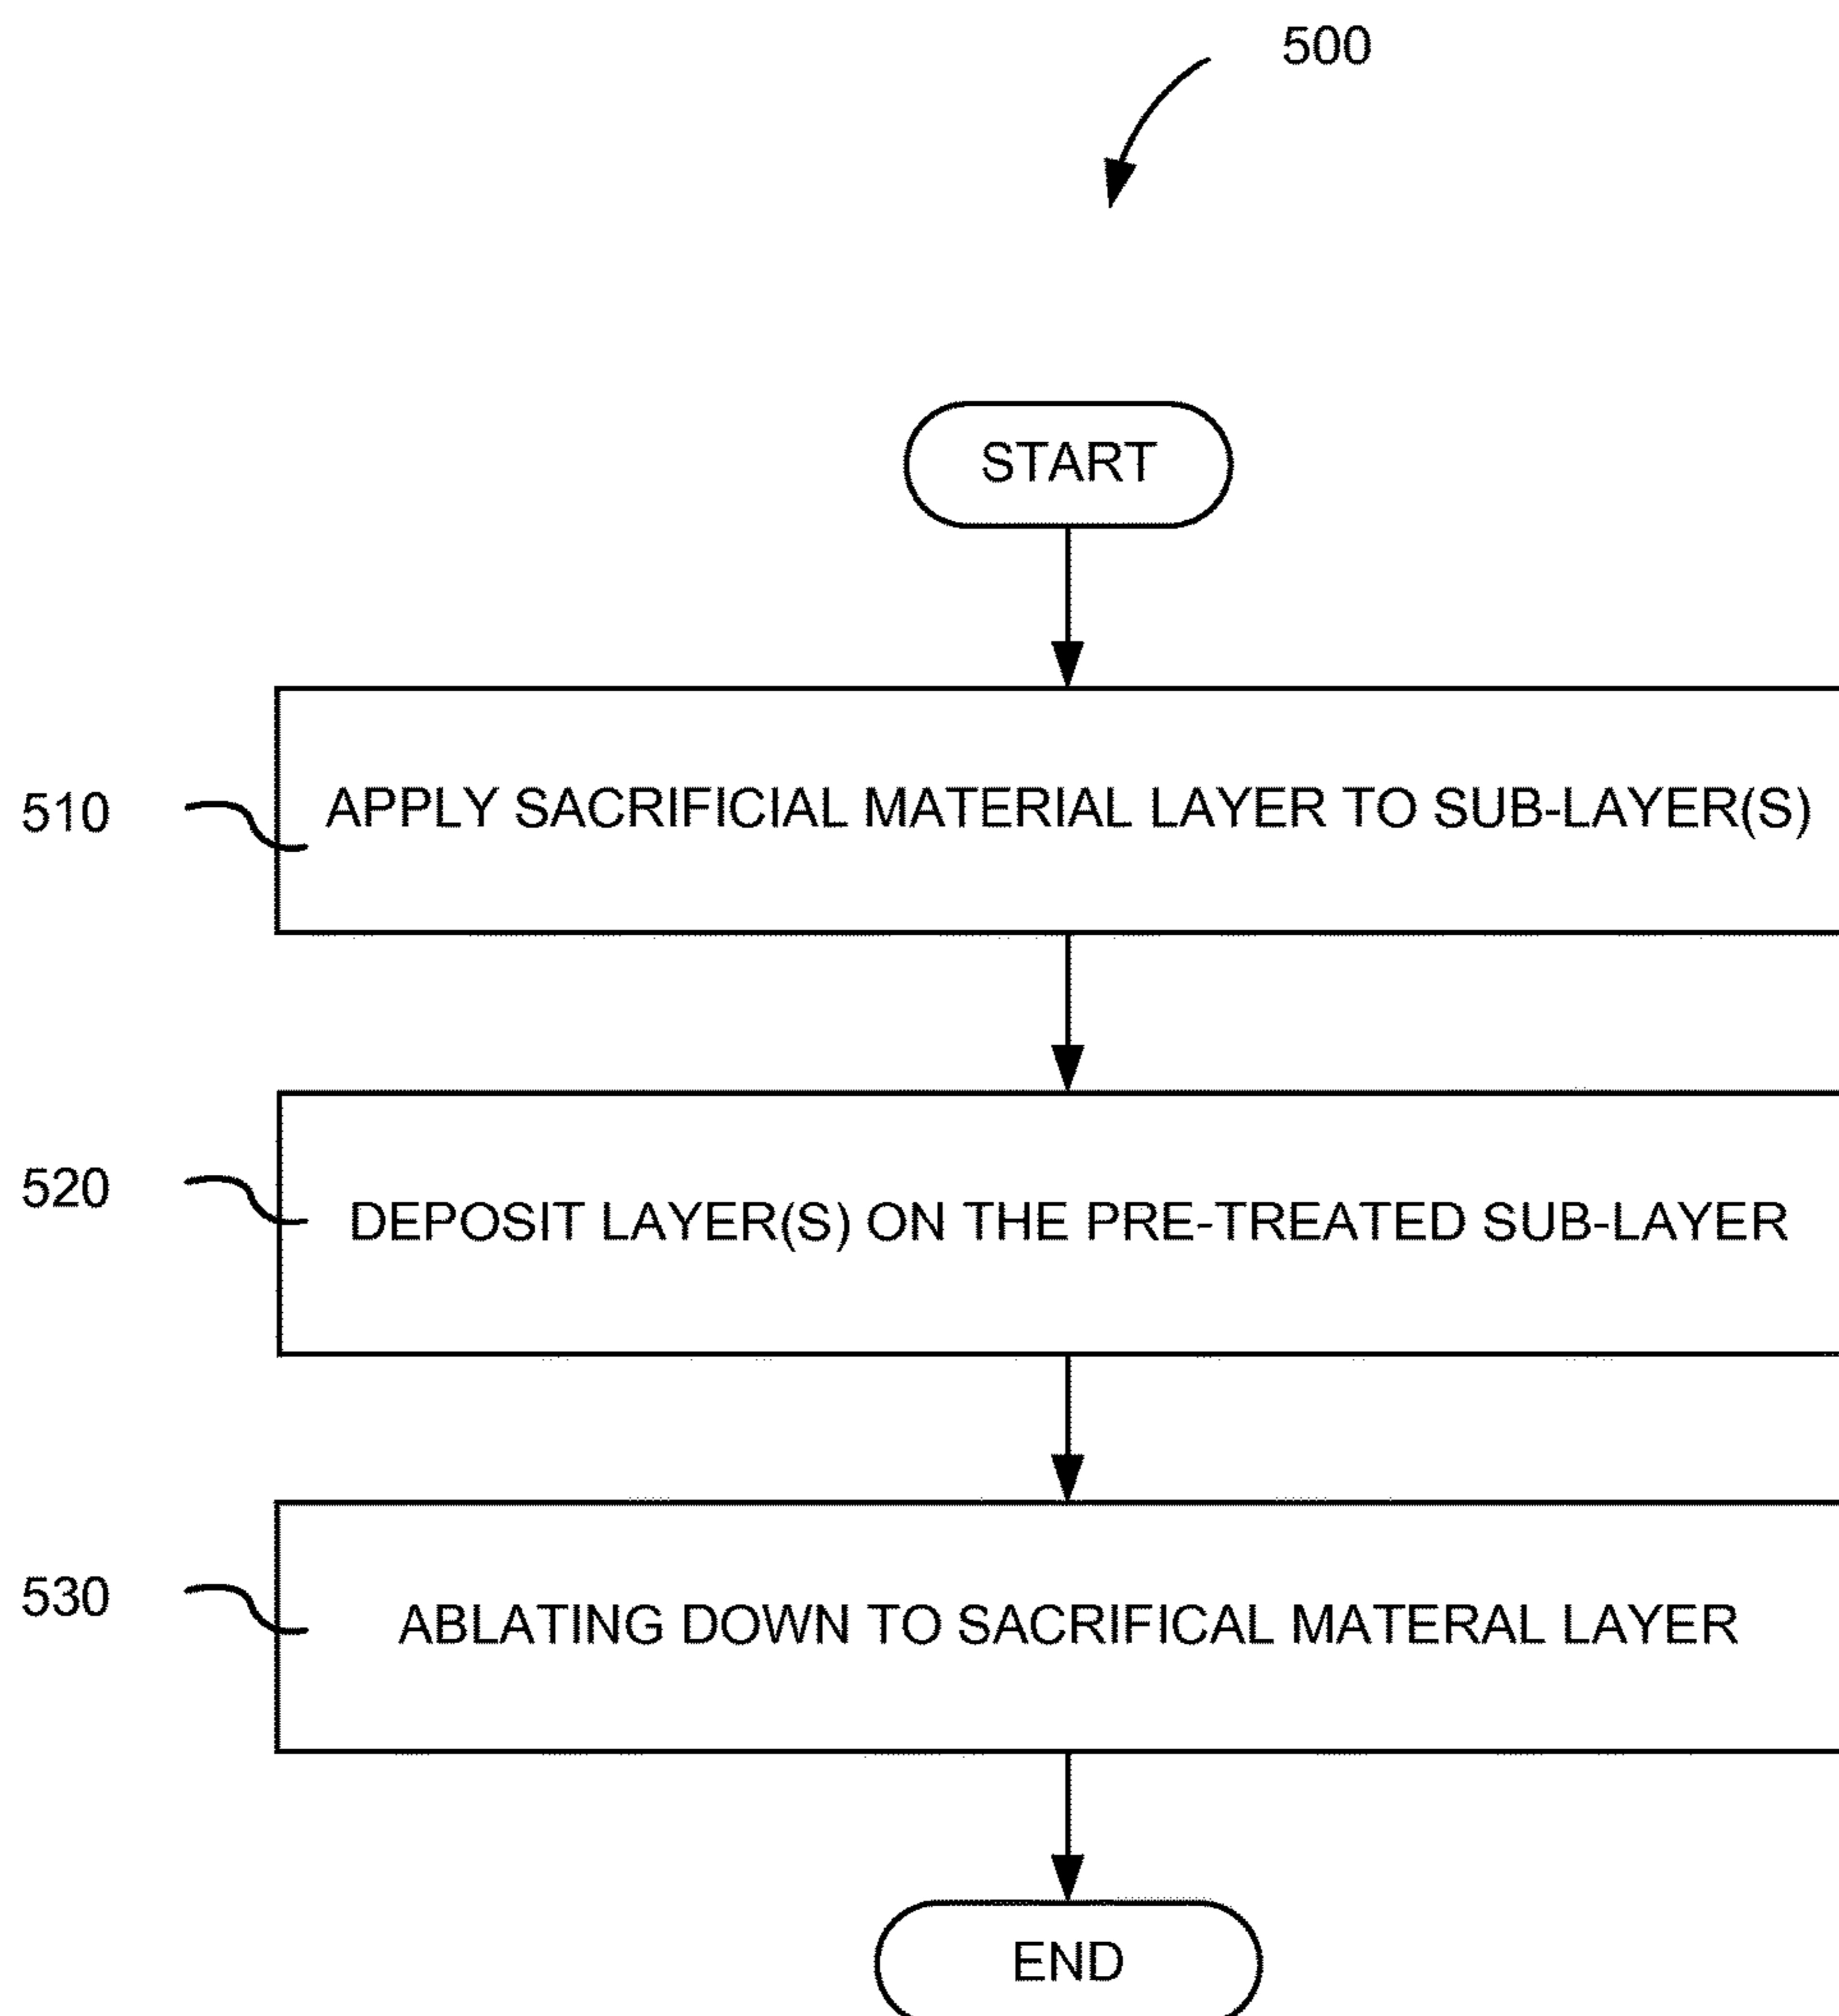 500
START
510
APPLY SACRIFICIAL MATERIAL LAYER TO SUB-LAYER(S)
520
DEPOSIT LAYER(S) ON THE PRE-TREATED SUB-LAYER
530
ABLATING DOWN TO SACRIFICAL MATERAL LAYER
END